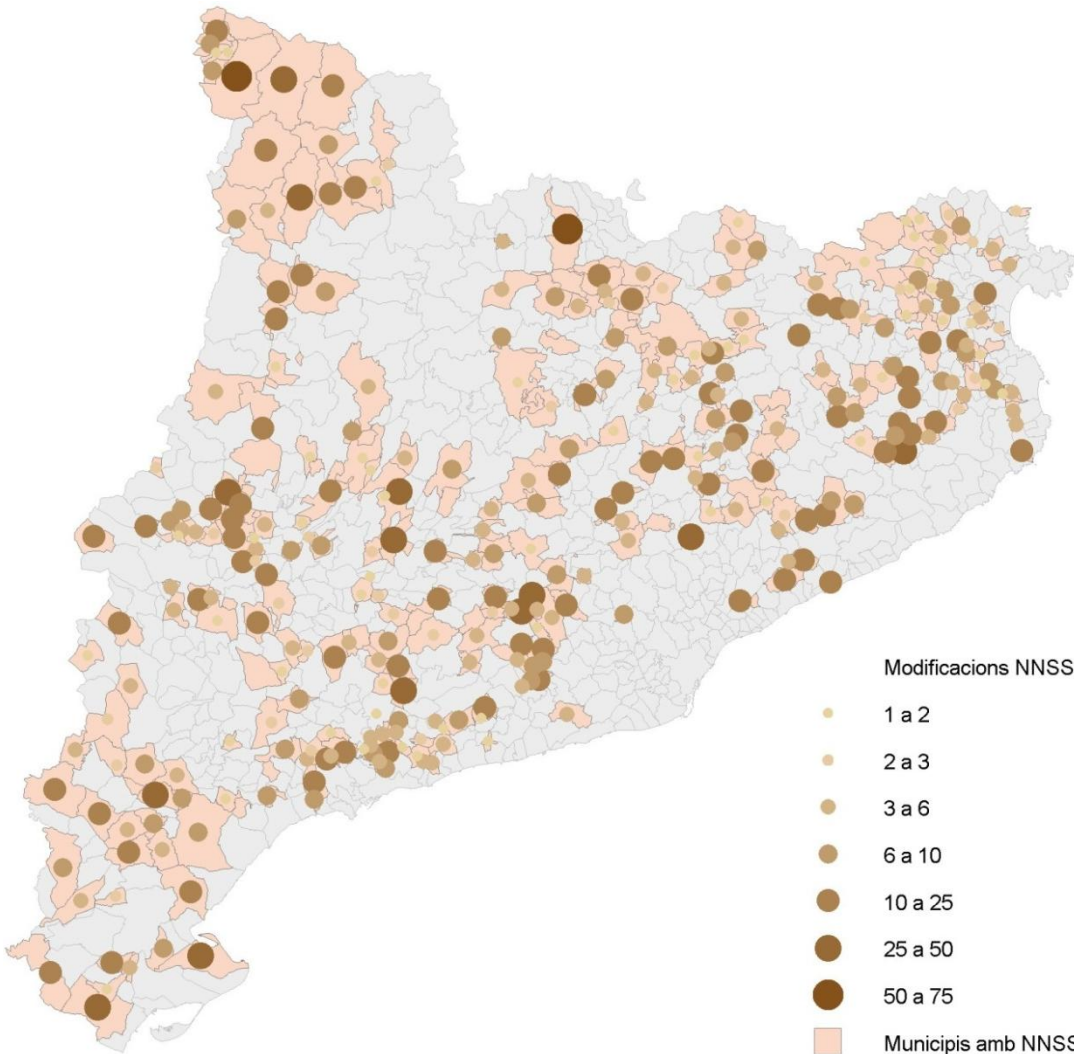 Modificacions NNSS
1 a 2
2 a 3
3 a 6
6 a 10
10 a 25
25 a 50
50 a 75
Municipis amb NNSS